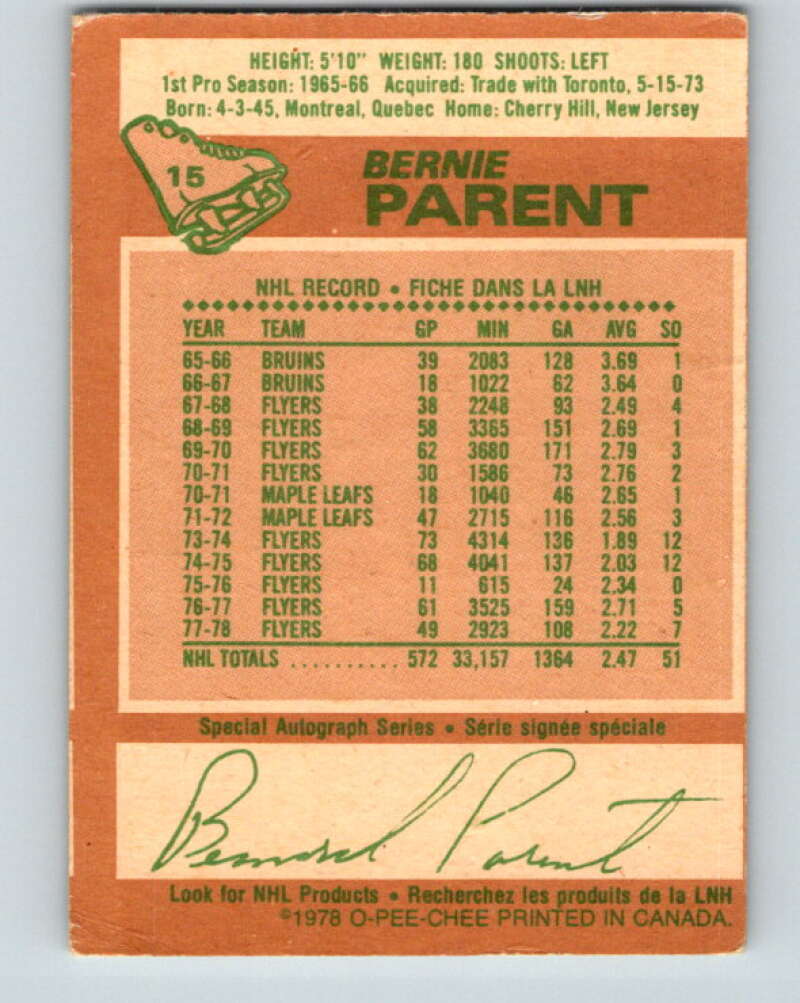 HEIGHT: 5'10" WEIGHT: 180 SHOOTS: LEFT
1st Pro Season: 1965-66 Acquired: Trade with Toronto, 5-15-73
Born: 4-3-45, Montreal, Quebec Home: Cherry Hill, New Jersey
15
BERNIE
PARENT
NHL RECORD • FICHE DANS LA LNH
YEAR TEAM GP MIN GA AVG SO
65-66 BRUINS 39 2083 128 3.69 1
66-67 BRUINS 18 1022 62 3.64 0
67-68 FLYERS 38 2248 93 2.49 4
68-69 FLYERS 58 3365 151 2.69 1
69-70 FLYERS 62 3680 171 2.79 3
70-71 FLYERS 30 1586 73 2.76 2
70-71 MAPLE LEAFS 18 1040 46 2.65 1
71-72 MAPLE LEAFS 47 2715 116 2.56 3
73-74 FLYERS 73 4314 136 1.89 12
74-75 FLYERS 68 4041 137 2.03 12
75-76 FLYERS 11 615 24 2.34 0
76-77 FLYERS 61 3525 159 2.71 5
77-78 FLYERS 49 2923 108 2.22 7
NHL TOTALS .......... 572 33,157 1364 2.47 51
Special Autograph Series • Série signée spéciale
Bernard Parent
Look for NHL Products • Recherchez les produits de la LNH
©1978 O-PEE-CHEE PRINTED IN CANADA.